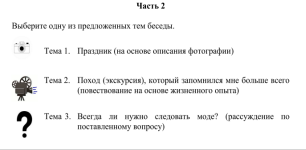 Часть 2
Выберите одну из предложенных тем беседы.
Тема 1. Праздник (на основе описания фотографии)
Тема 2. Поход (экскурсия), который запомнился мне больше всего
(повествование на основе жизненного опыта)
Тема 3. Всегда ли нужно следовать моде? (рассуждение по
поставленному вопросу)